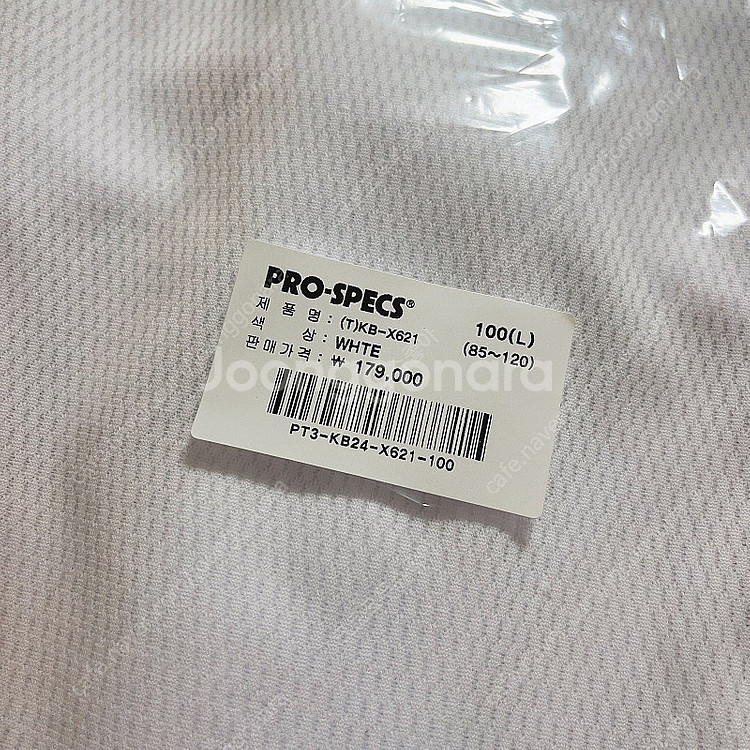 PRO-SPECS®
제 품 명 : (T)KB-X621
100(L)
색 상 : WHTE
(85~120)
판매가격 : ₩ 179,000
PT3-KB24-X621-100
Joonggonara